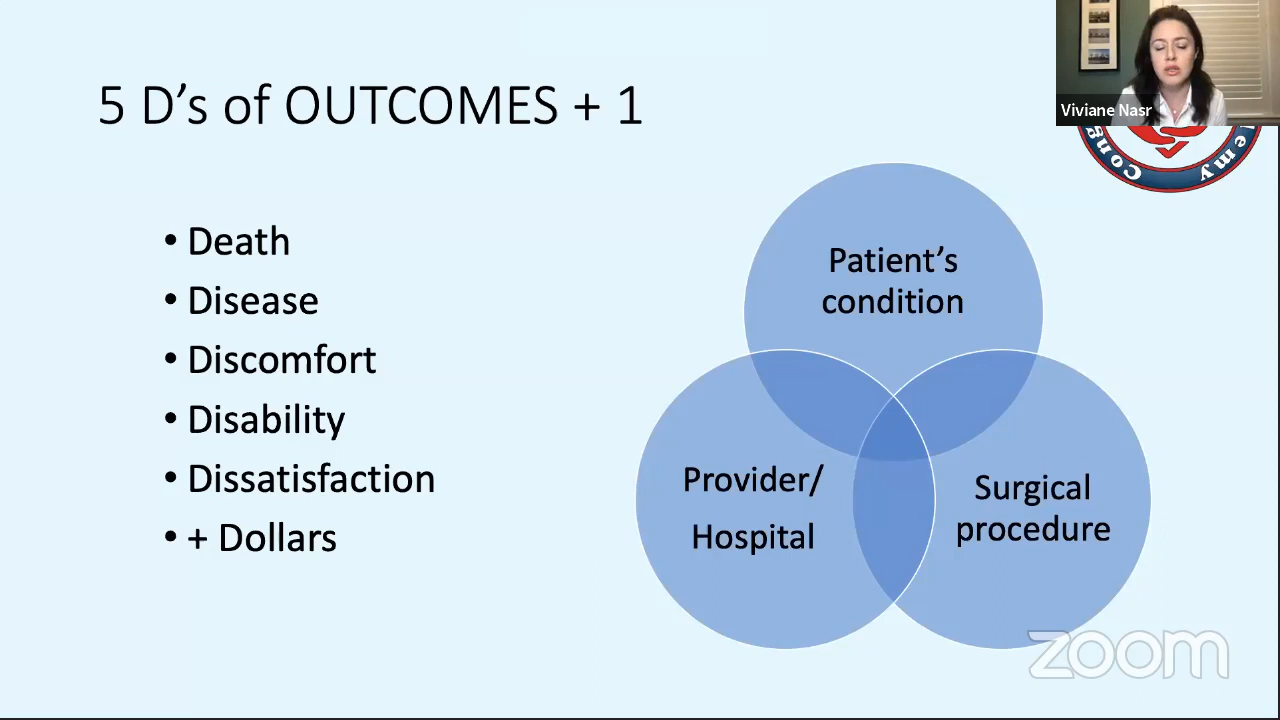 5 D’s of OUTCOMES + 1
Viviane Nasr
• Death
• Disease
• Discomfort
• Disability
• Dissatisfaction
• + Dollars
Patient’s
condition
Provider/
Hospital
Surgical
procedure
zoom